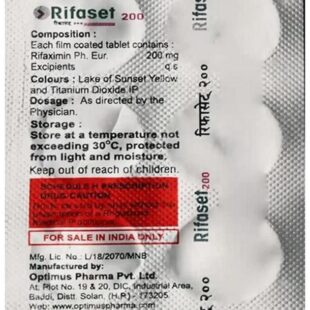 Rifaset 200
Composition :
Each film coated tablet contains :
Rifaximin Ph. Eur. 200 mg
Excipients q.s
Colours : Lake of Sunset Yellow
and Titanium Dioxide IP
Dosage : As directed by the
Physician.
Storage :
Store at a temperature not
exceeding 30°C, protected
from light and moisture.
Keep out of reach of children.
SCHEDULE H PRESCRIPTION
DRUG CAUTION
FOR SALE IN INDIA ONLY
Mfg. Lic. No.: L/18/2070/MNB
Manufactured by:
Optimus Pharma Pvt. Ltd.
At: Plot No. 19 & 20, DIC, Industrial Area,
Baddi, Distt. Solan. (H.P) - 173205
Web: www.optimuspharma.com
Rifaset
रिफासेट २००
Rifaset 200
२००